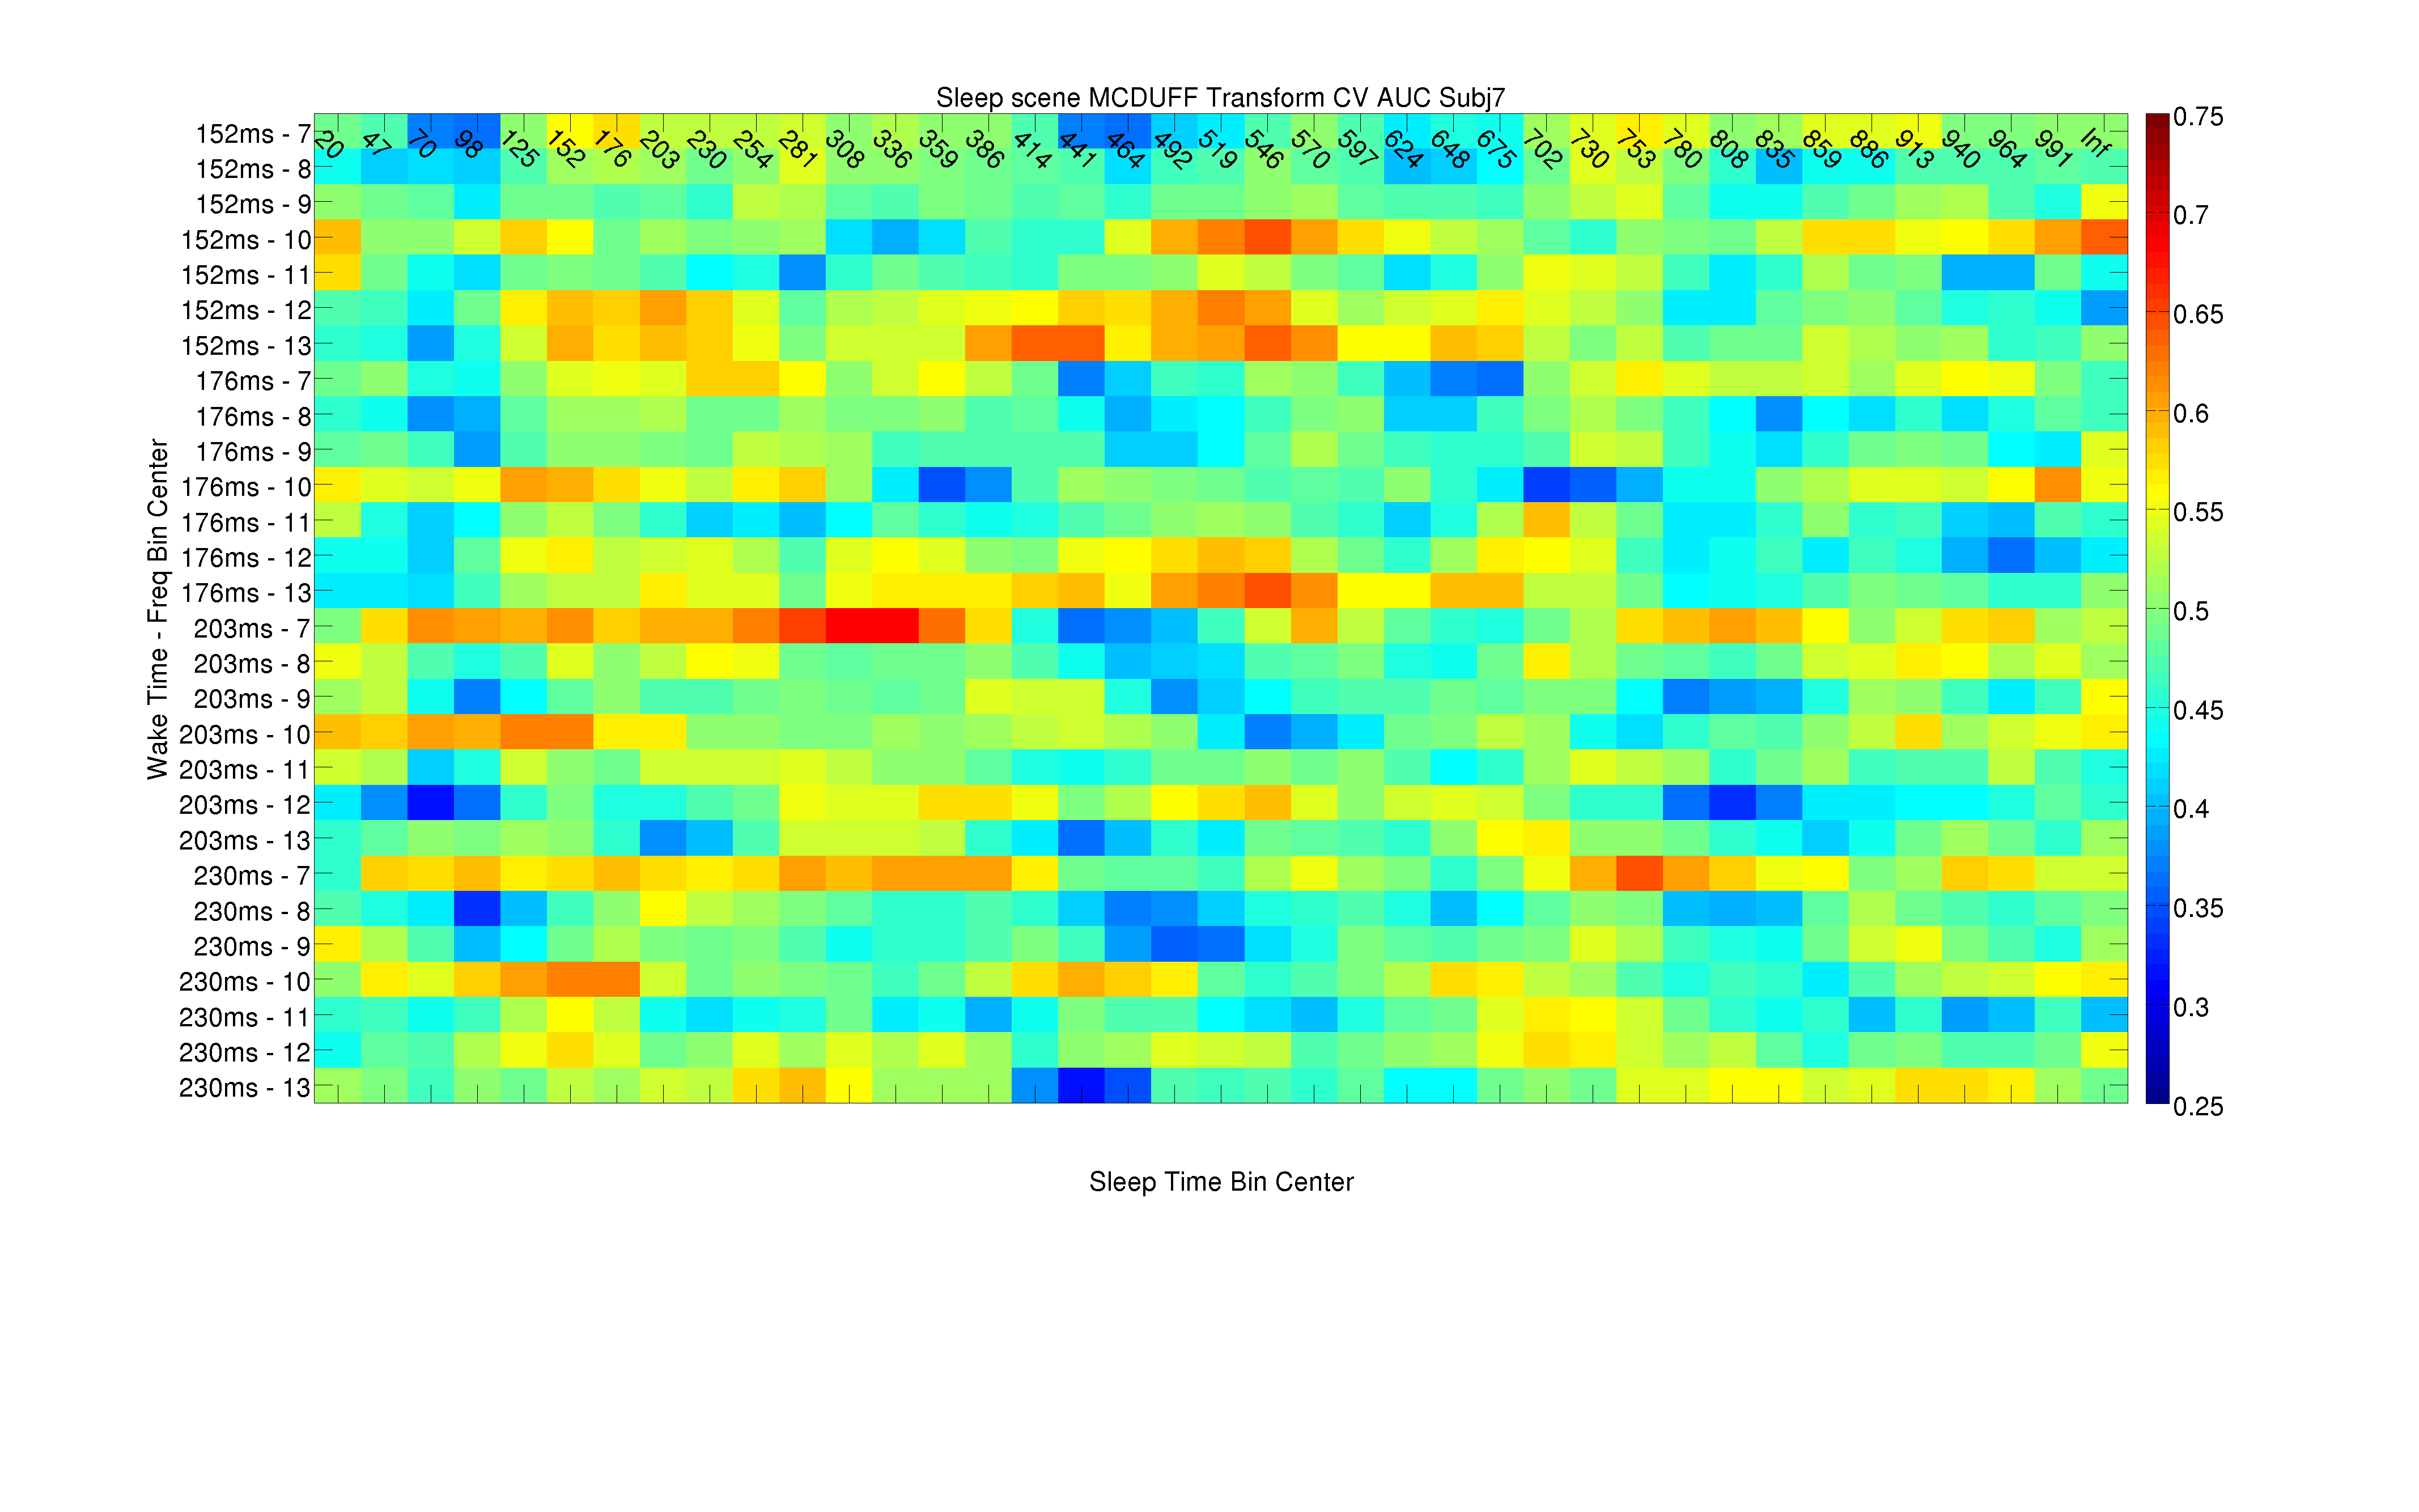 Sleep scene MCDUFF Transform CV AUC Subj7
20 47 70 98 125 152 176 203 230 254 281 308 336 359 386 414 441 464 492 519 546 570 597 624 648 675 702 730 753 780 808 835 859 886 913 940 964 991 Inf
Wake Time - Freq Bin Center
152ms - 7
152ms - 8
152ms - 9
152ms - 10
152ms - 11
152ms - 12
152ms - 13
176ms - 7
176ms - 8
176ms - 9
176ms - 10
176ms - 11
176ms - 12
176ms - 13
203ms - 7
203ms - 8
203ms - 9
203ms - 10
203ms - 11
203ms - 12
203ms - 13
230ms - 7
230ms - 8
230ms - 9
230ms - 10
230ms - 11
230ms - 12
230ms - 13
0.75
0.7
0.65
0.6
0.55
0.5
0.45
0.4
0.35
0.3
0.25
Sleep Time Bin Center